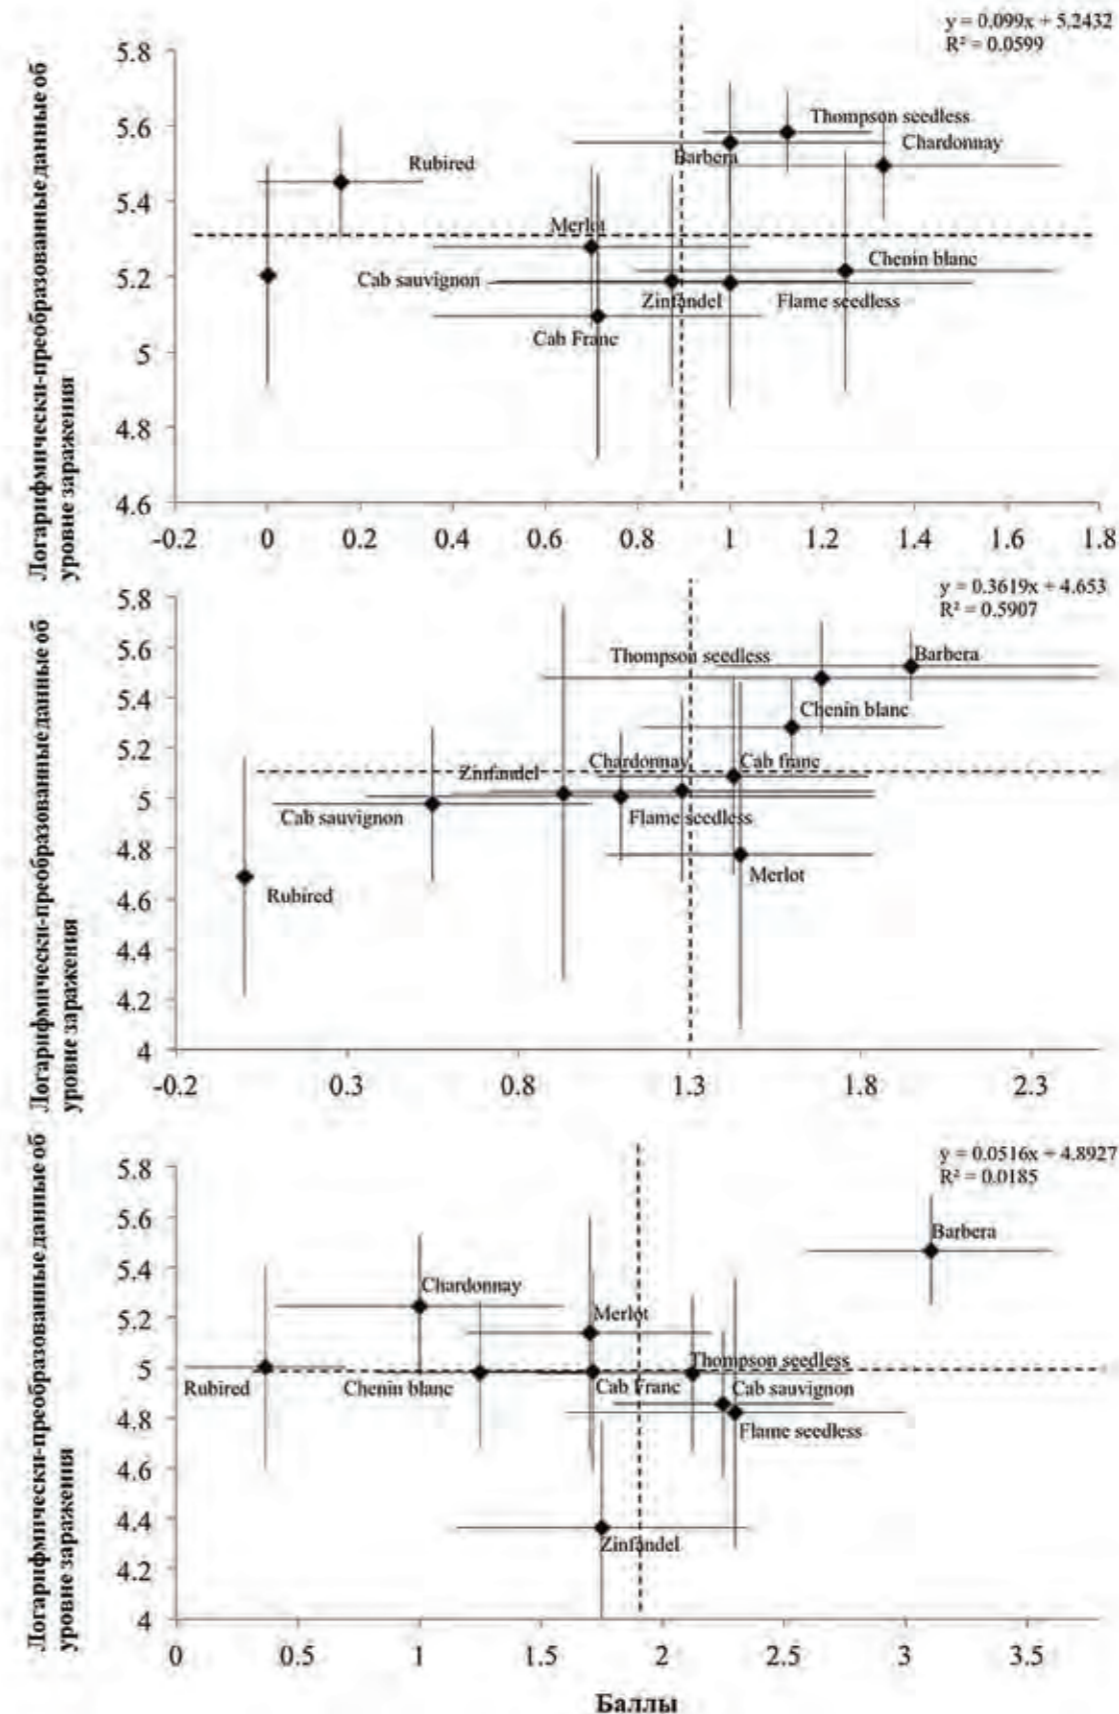 y = 0.099x + 5.2432
R² = 0.0599
Логарифмически-преобразованные данные об
уровне заражения
5.8
5.6
5.4
5.2
5
4.8
4.6
Thompson seedless
Chardonnay
Barbera
Rubired
Merlot
Chenin blanc
Cab sauvignon
Zinfandel
Flame seedless
Cab Franc
-0.2 0 0.2 0.4 0.6 0.8 1 1.2 1.4 1.6 1.8
y = 0.3619x + 4.653
R² = 0.5907
Логарифмически-преобразованные данные об
уровне заражения
5.8
5.6
5.4
5.2
5
4.8
4.6
4.4
4.2
4
Thompson seedless
Barbera
Chenin blanc
Chardonnay
Cab franc
Zinfandel
Cab sauvignon
Flame seedless
Merlot
Rubired
-0.2 0.3 0.8 1.3 1.8 2.3
y = 0.0516x + 4.8927
R² = 0.0185
Логарифмически-преобразованные данные об
уровне заражения
5.8
5.6
5.4
5.2
5
4.8
4.6
4.4
4.2
4
Barbera
Chardonnay
Merlot
Thompson seedless
Rubired
Chenin blanc
Cab Franc
Cab sauvignon
Flame seedless
Zinfandel
0 0.5 1 1.5 2 2.5 3 3.5
Баллы